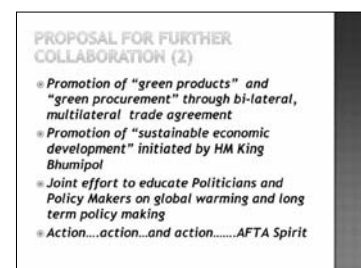 PROPOSAL FOR FURTHER
COLLABORATION (2)
Promotion of “green products” and
“green procurement” through bi-lateral,
multilateral trade agreement
Promotion of “sustainable economic
development” initiated by HM King
Bhumipol
Joint effort to educate Politicians and
Policy Makers on global warming and long
term policy making
Action....action...and action.......AFTA Spirit